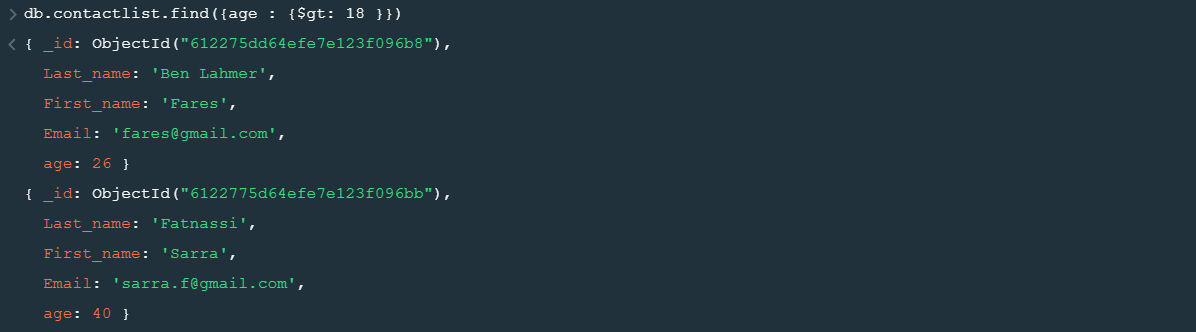 > db.contactlist.find({age : {$gt: 18 }})
< { _id: ObjectId("612275dd64efe7e123f096b8"),
Last_name: 'Ben Lahmer',
First_name: 'Fares',
Email: 'fares@gmail.com',
age: 26 }
{ _id: ObjectId("6122775d64efe7e123f096bb"),
Last_name: 'Fatnassi',
First_name: 'Sarra',
Email: 'sarra.f@gmail.com',
age: 40 }